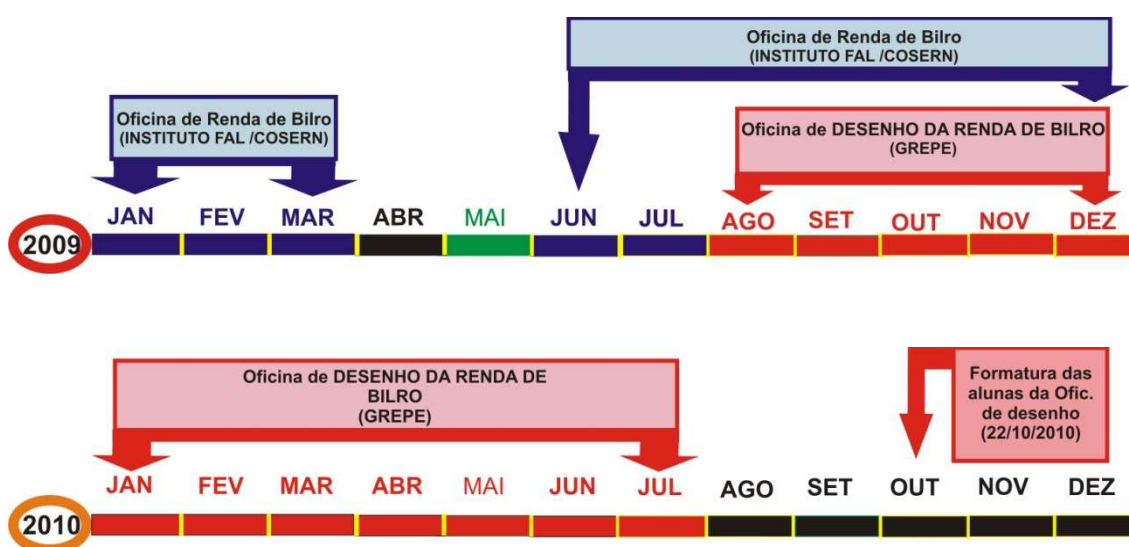 Oficina de Renda de Bilro
(INSTITUTO FAL /COSERN)
Oficina de Renda de Bilro
(INSTITUTO FAL /COSERN)
Oficina de DESENHO DA RENDA DE BILRO
(GREPE)
JAN FEV MAR ABR MAI JUN JUL AGO SET OUT NOV DEZ
2009
Oficina de DESENHO DA RENDA DE
BILRO
(GREPE)
Formatura das
alunas da Ofic.
de desenho
(22/10/2010)
JAN FEV MAR ABR MAI JUN JUL AGO SET OUT NOV DEZ
2010